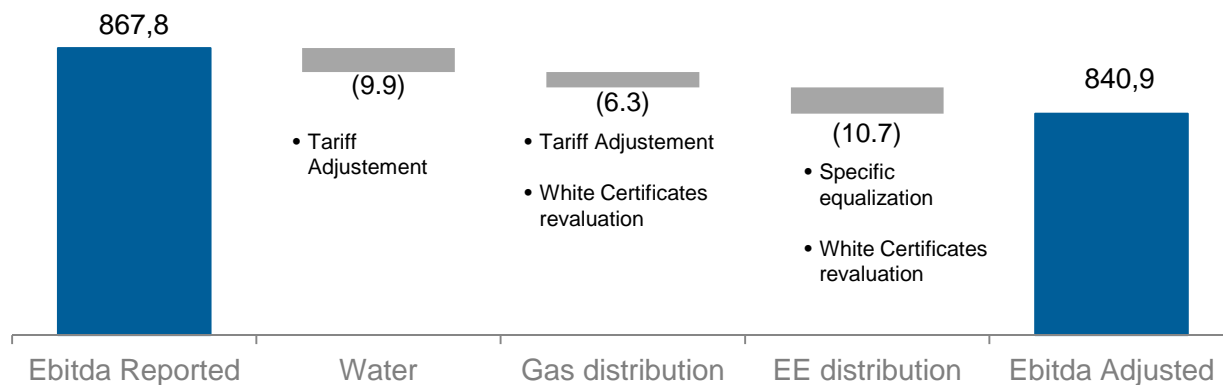 867,8
(9.9)
• Tariff
Adjustement
(6.3)
• Tariff Adjustement
• White Certificates
revaluation
(10.7)
• Specific
equalization
• White Certificates
revaluation
840,9
Ebitda Reported
Water
Gas distribution
EE distribution
Ebitda Adjusted